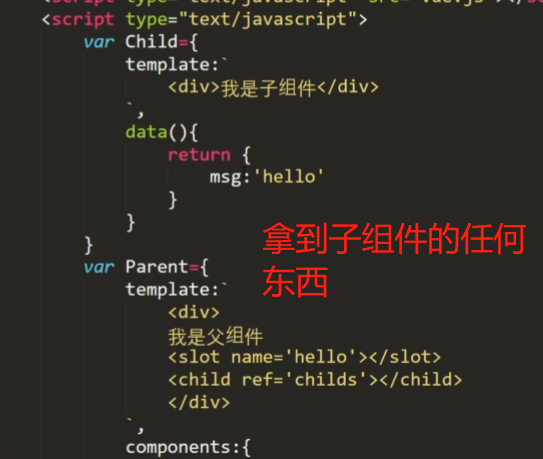 <script type="text/javascript" src="vue.js"></script>
<script type="text/javascript">
var Child={
template:`
<div>我是子组件</div>
`,
data(){
return {
msg:'hello'
}
}
}
var Parent={
template:`
<div>
我是父组件
<slot name='hello'></slot>
<child ref='childs'></child>
</div>
`,
components:{
拿到子组件的任何
东西